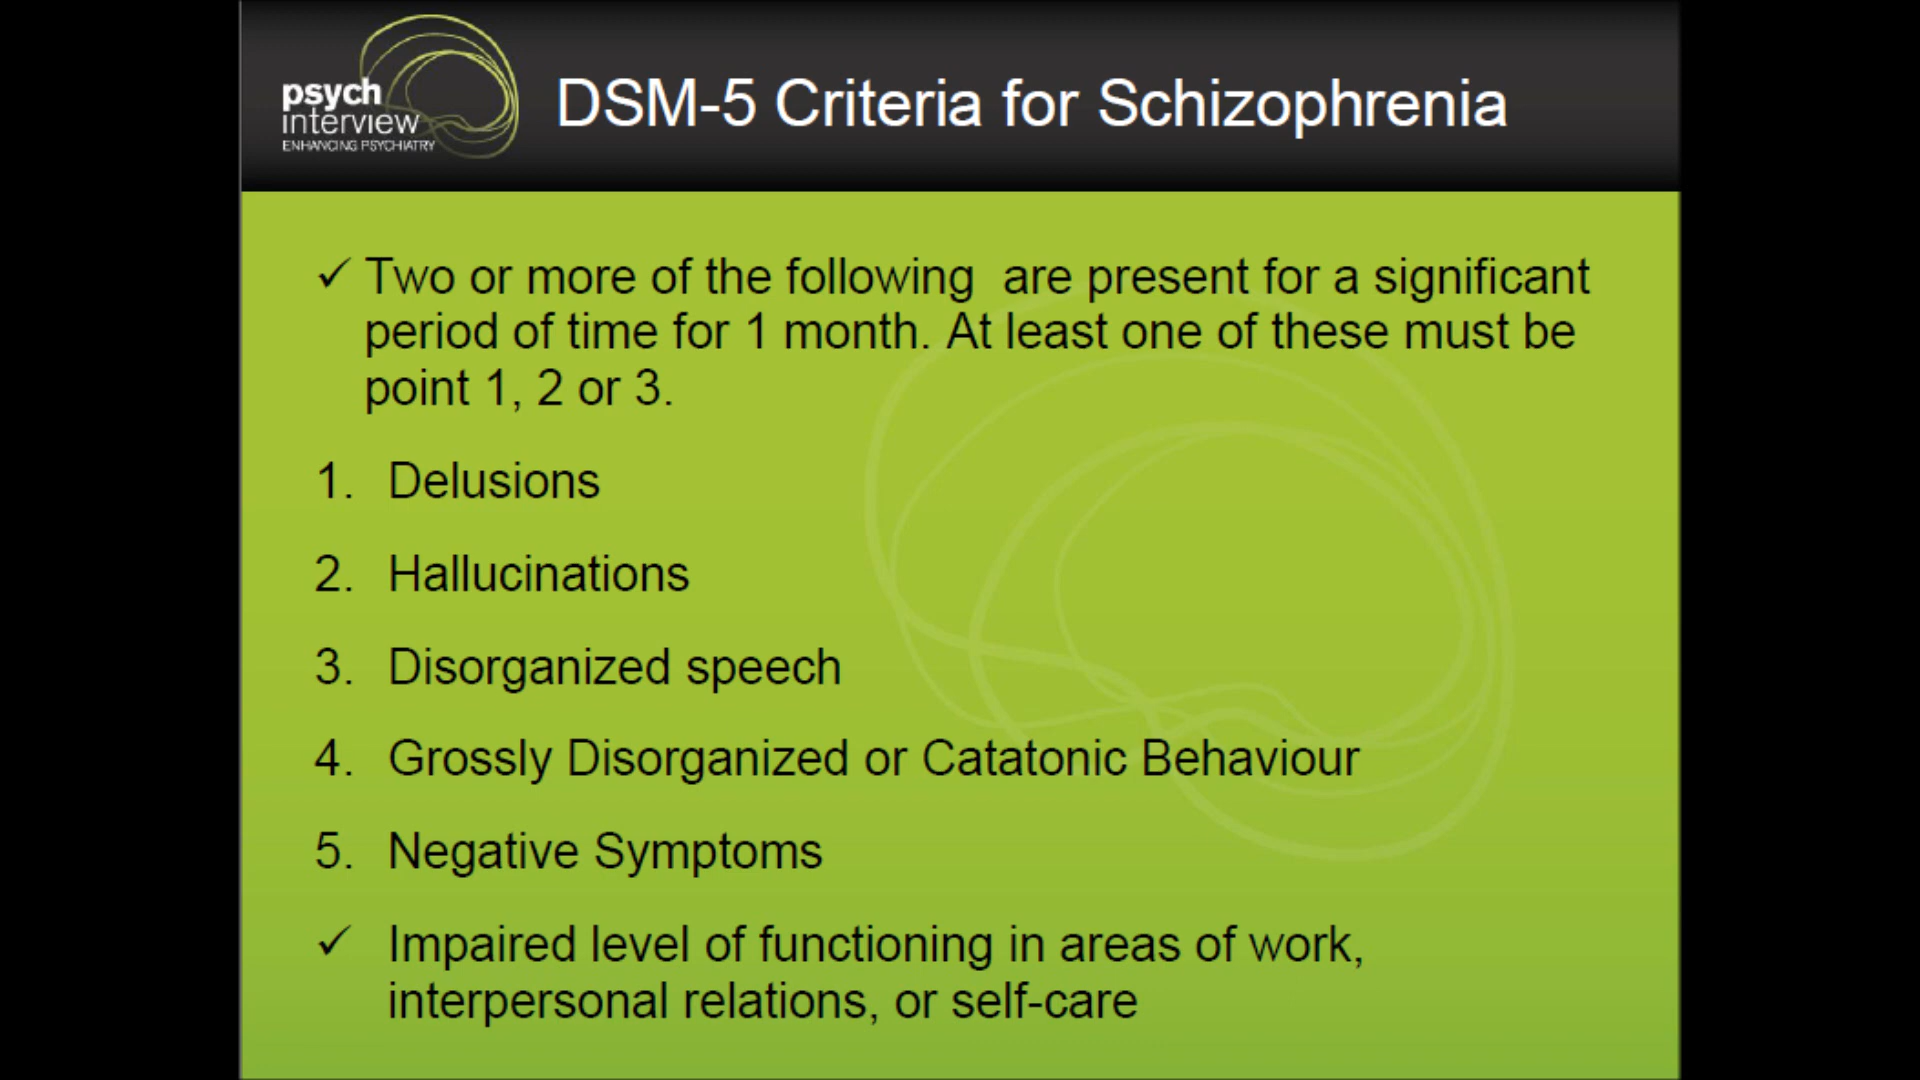 psych
interview
ENHANCING PSYCHIATRY
DSM-5 Criteria for Schizophrenia
✓ Two or more of the following are present for a significant
period of time for 1 month. At least one of these must be
point 1, 2 or 3.
1. Delusions
2. Hallucinations
3. Disorganized speech
4. Grossly Disorganized or Catatonic Behaviour
5. Negative Symptoms
✓ Impaired level of functioning in areas of work,
interpersonal relations, or self-care